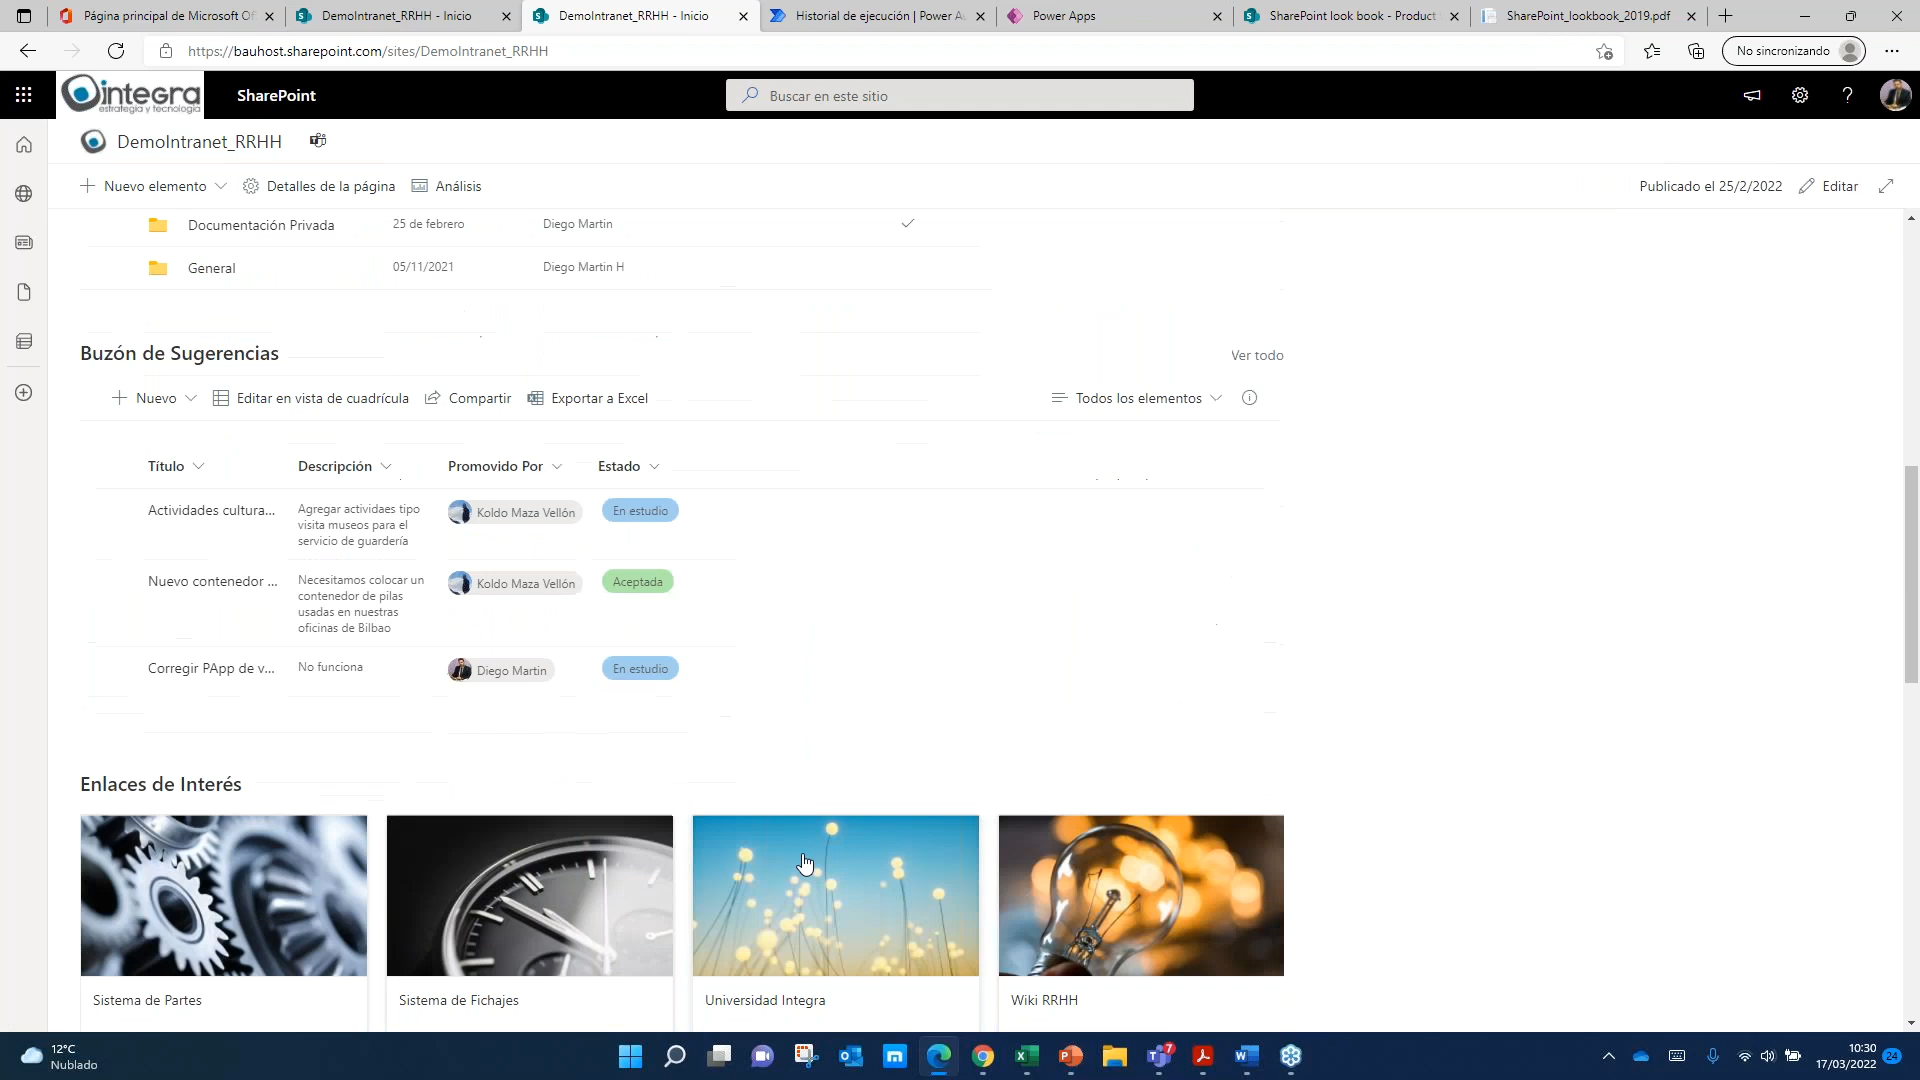 Página principal de Microsoft Of
DemoIntranet_RRHH - Inicio
DemoIntranet_RRHH - Inicio
Historial de ejecución | Power Au
Power Apps
SharePoint look book - Product
SharePoint_lookbook_2019.pdf
https://bauhost.sharepoint.com/sites/DemoIntranet_RRHH
No sincronizando
integra
estrategia y tecnología
SharePoint
Buscar en este sitio
DemoIntranet_RRHH
Nuevo elemento
Detalles de la página
Análisis
Publicado el 25/2/2022
Editar
Documentación Privada
25 de febrero
Diego Martin
General
05/11/2021
Diego Martin H
Buzón de Sugerencias
Ver todo
Nuevo
Editar en vista de cuadrícula
Compartir
Exportar a Excel
Todos los elementos
Título
Descripción
Promovido Por
Estado
Actividades cultura...
Agregar actividaes tipo
visita museos para el
servicio de guardería
Koldo Maza Vellón
En estudio
Nuevo contenedor ...
Necesitamos colocar un
contenedor de pilas
usadas en nuestras
oficinas de Bilbao
Koldo Maza Vellón
Aceptada
Corregir PApp de v...
No funciona
Diego Martin
En estudio
Enlaces de Interés
Sistema de Partes
Sistema de Fichajes
Universidad Integra
Wiki RRHH
12°C
Nublado
7
10:30
17/03/2022
24